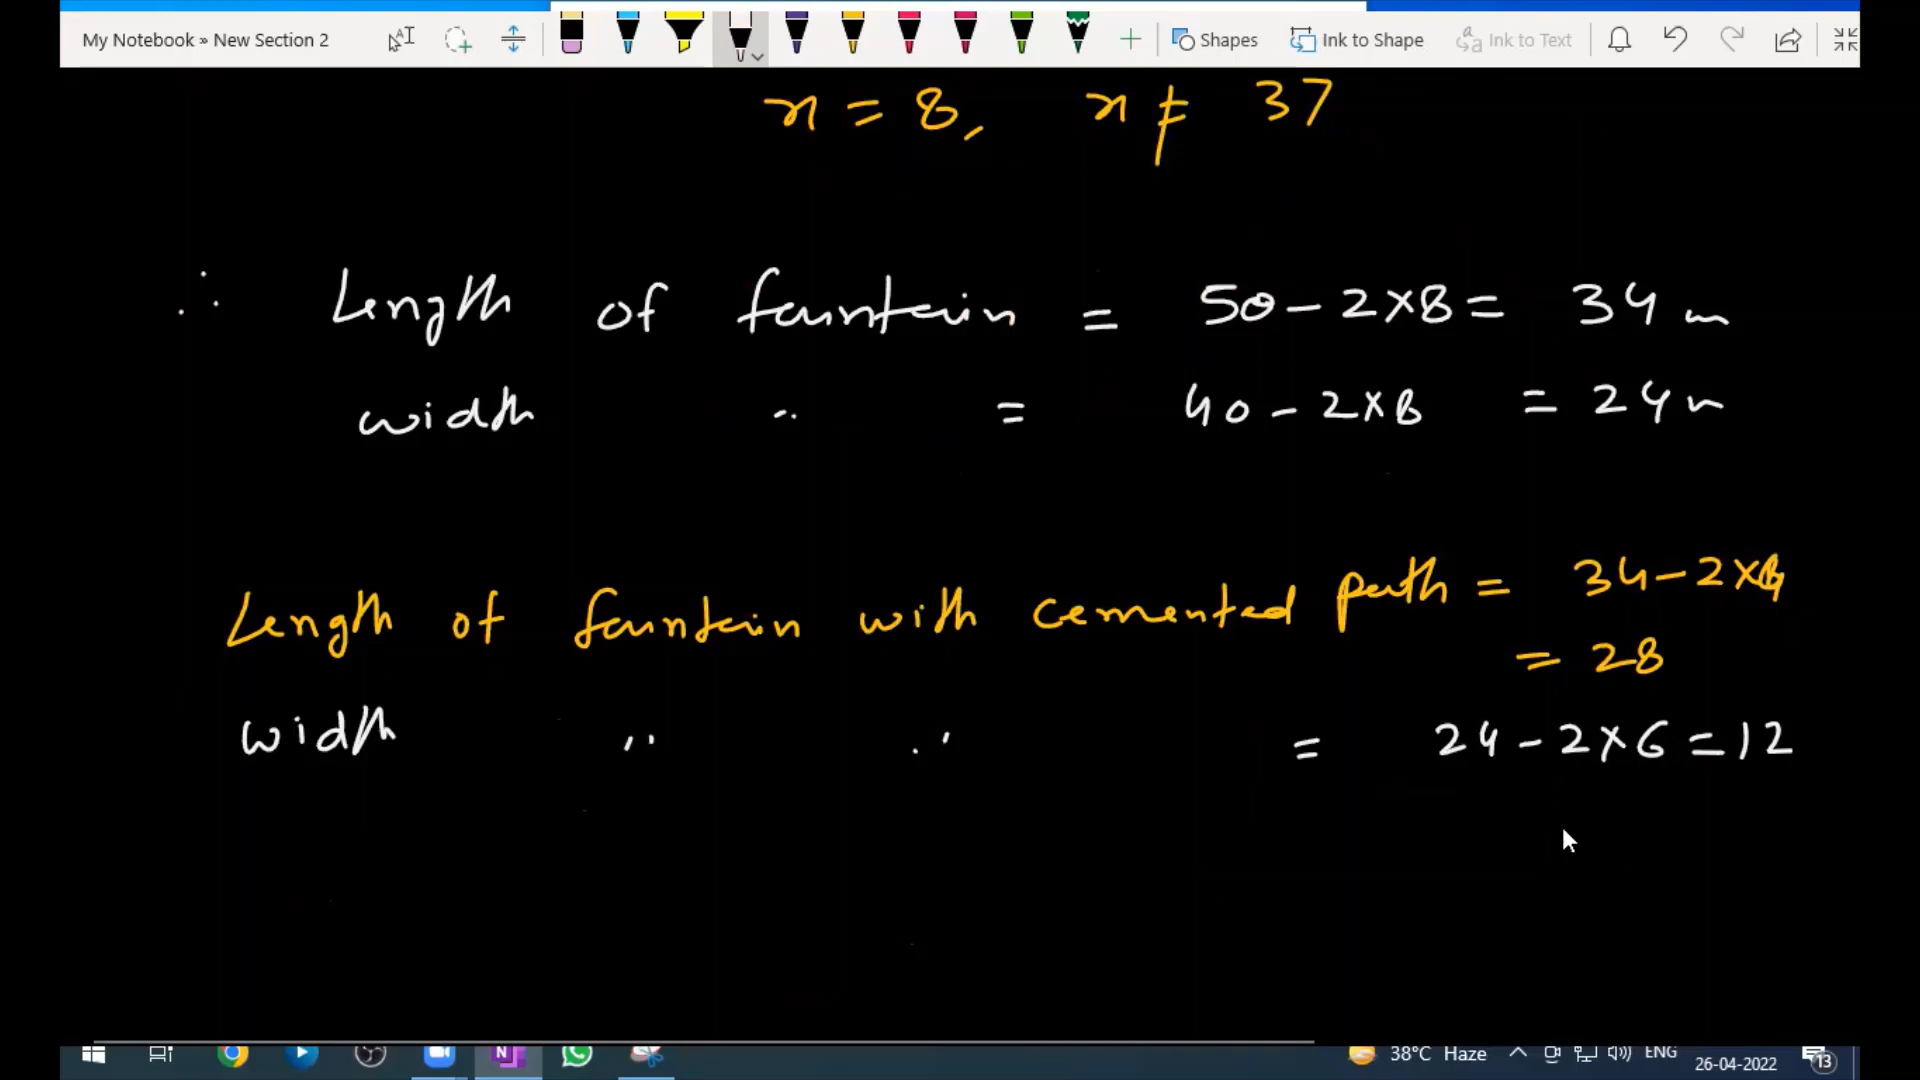 My Notebook » New Section 2
Shapes
Ink to Shape
Ink to Text
x = 8, x ≠ 37
∴ Length of fountain = 50 - 2×8 = 34 m
width " = 40 - 2×8 = 24 m
Length of fountain with cemented path = 34 - 2×
= 28
width " " = 24 - 2×6 = 12
38°C Haze
ENG
26-04-2022
13